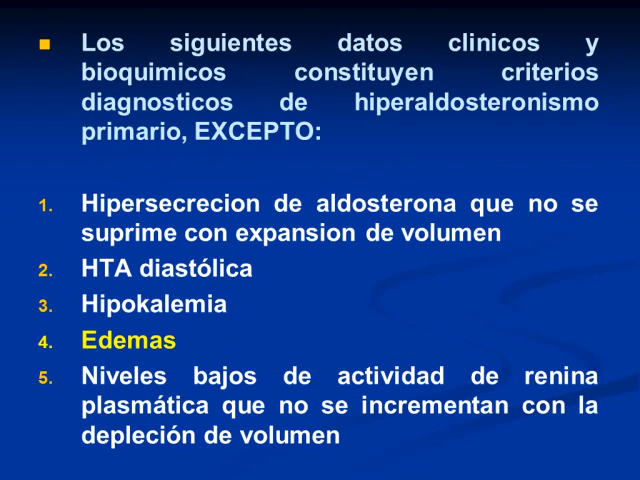 Los siguientes datos clinicos y
bioquimicos constituyen criterios
diagnosticos de hiperaldosteronismo
primario, EXCEPTO:
1. Hipersecrecion de aldosterona que no se
suprime con expansion de volumen
2. HTA diastólica
3. Hipokalemia
4. Edemas
5. Niveles bajos de actividad de renina
plasmática que no se incrementan con la
depleción de volumen